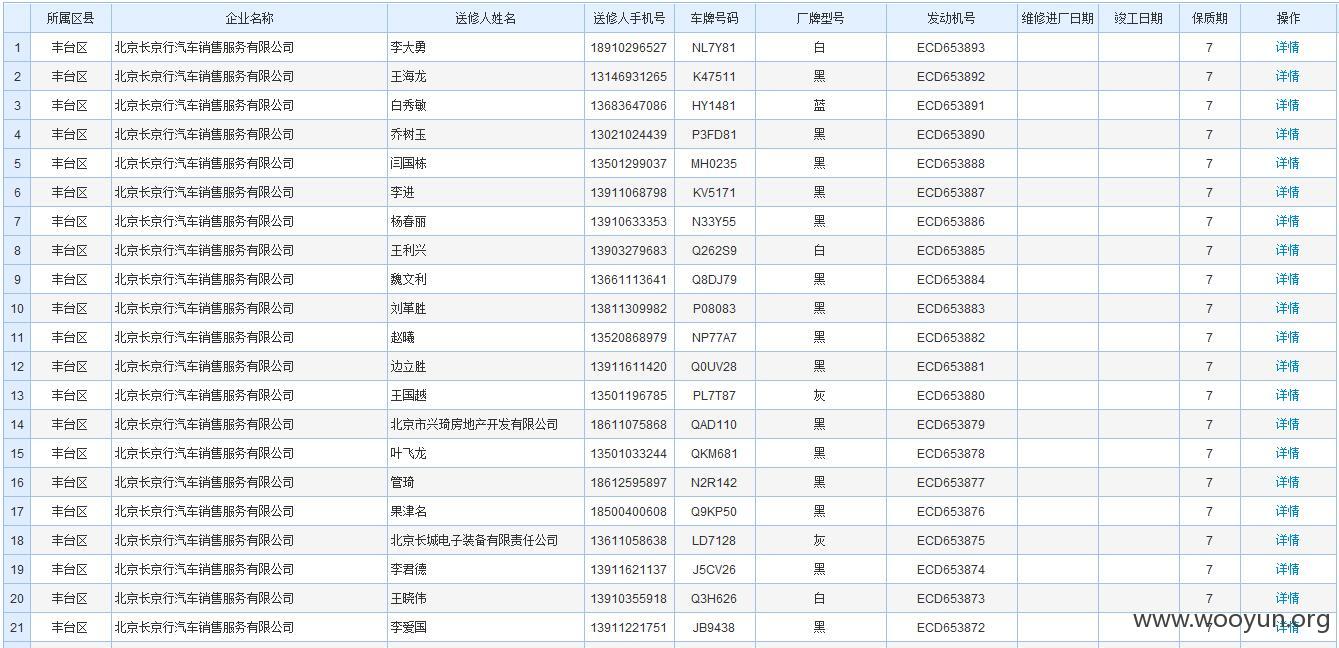 所属区县 企业名称 送修人姓名 送修人手机号 车牌号码 厂牌型号 发动机号 维修进厂日期 竣工日期 保质期 操作
1 丰台区 北京长京行汽车销售服务有限公司 李大勇 18910296527 NL7Y81 白 ECD653893 7 详情
2 丰台区 北京长京行汽车销售服务有限公司 王海龙 13146931265 K47511 黑 ECD653892 7 详情
3 丰台区 北京长京行汽车销售服务有限公司 白秀敏 13683647086 HY1481 蓝 ECD653891 7 详情
4 丰台区 北京长京行汽车销售服务有限公司 乔树玉 13021024439 P3FD81 黑 ECD653890 7 详情
5 丰台区 北京长京行汽车销售服务有限公司 闫国栋 13501299037 MH0235 黑 ECD653888 7 详情
6 丰台区 北京长京行汽车销售服务有限公司 李进 13911068798 KV5171 黑 ECD653887 7 详情
7 丰台区 北京长京行汽车销售服务有限公司 杨春丽 13910633353 N33Y55 黑 ECD653886 7 详情
8 丰台区 北京长京行汽车销售服务有限公司 王利兴 13903279683 Q262S9 白 ECD653885 7 详情
9 丰台区 北京长京行汽车销售服务有限公司 魏文利 13661113641 Q8DJ79 黑 ECD653884 7 详情
10 丰台区 北京长京行汽车销售服务有限公司 刘革胜 13811309982 P08083 黑 ECD653883 7 详情
11 丰台区 北京长京行汽车销售服务有限公司 赵曦 13520868979 NP77A7 黑 ECD653882 7 详情
12 丰台区 北京长京行汽车销售服务有限公司 边立胜 13911611420 Q0UV28 黑 ECD653881 7 详情
13 丰台区 北京长京行汽车销售服务有限公司 王国越 13501196785 PL7T87 灰 ECD653880 7 详情
14 丰台区 北京长京行汽车销售服务有限公司 北京市兴琦房地产开发有限公司 18611075868 QAD110 黑 ECD653879 7 详情
15 丰台区 北京长京行汽车销售服务有限公司 叶飞龙 13501033244 QKM681 黑 ECD653878 7 详情
16 丰台区 北京长京行汽车销售服务有限公司 管琦 18612595897 N2R142 黑 ECD653877 7 详情
17 丰台区 北京长京行汽车销售服务有限公司 果津名 18500400608 Q9KP50 黑 ECD653876 7 详情
18 丰台区 北京长京行汽车销售服务有限公司 北京长城电子装备有限责任公司 13611058638 LD7128 灰 ECD653875 7 详情
19 丰台区 北京长京行汽车销售服务有限公司 李君德 13911621137 J5CV26 黑 ECD653874 7 详情
20 丰台区 北京长京行汽车销售服务有限公司 王晓伟 13910355918 Q3H626 白 ECD653873 7 详情
21 丰台区 北京长京行汽车销售服务有限公司 李爱国 13911221751 JB9438 黑 ECD653872 7 详情
www.wooyun.org